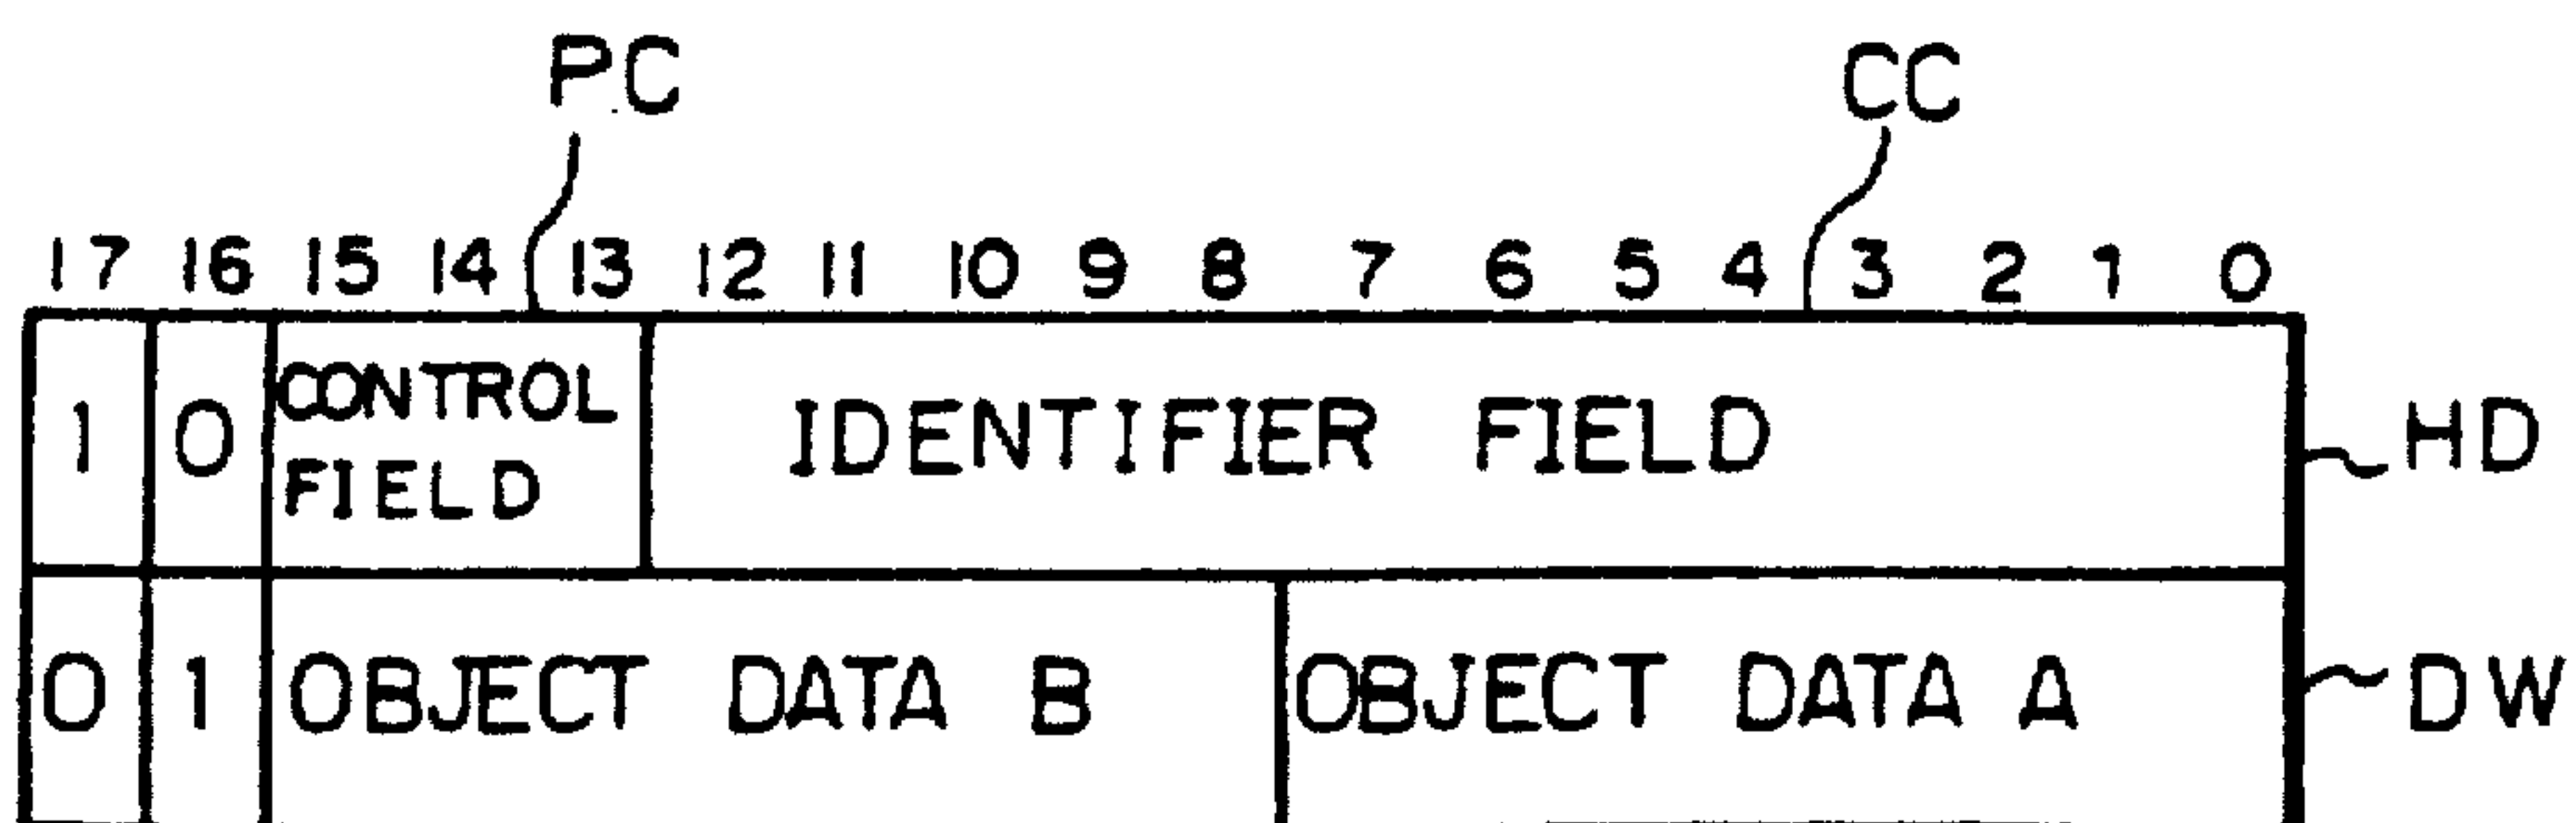 PC CC
17 16 15 14 13 12 11 10 9 8 7 6 5 4 3 2 1 0
1 0 CONTROL FIELD IDENTIFIER FIELD HD
0 1 OBJECT DATA B OBJECT DATA A DW